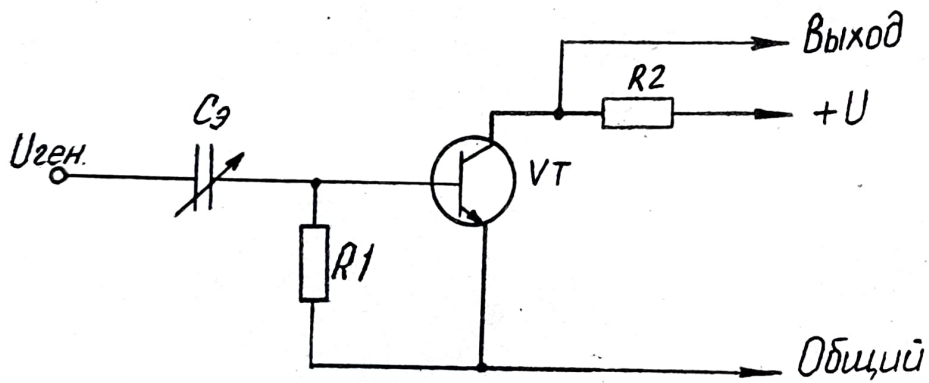 Выход
R2
+U
Cэ
Uген.
VT
R1
Общий